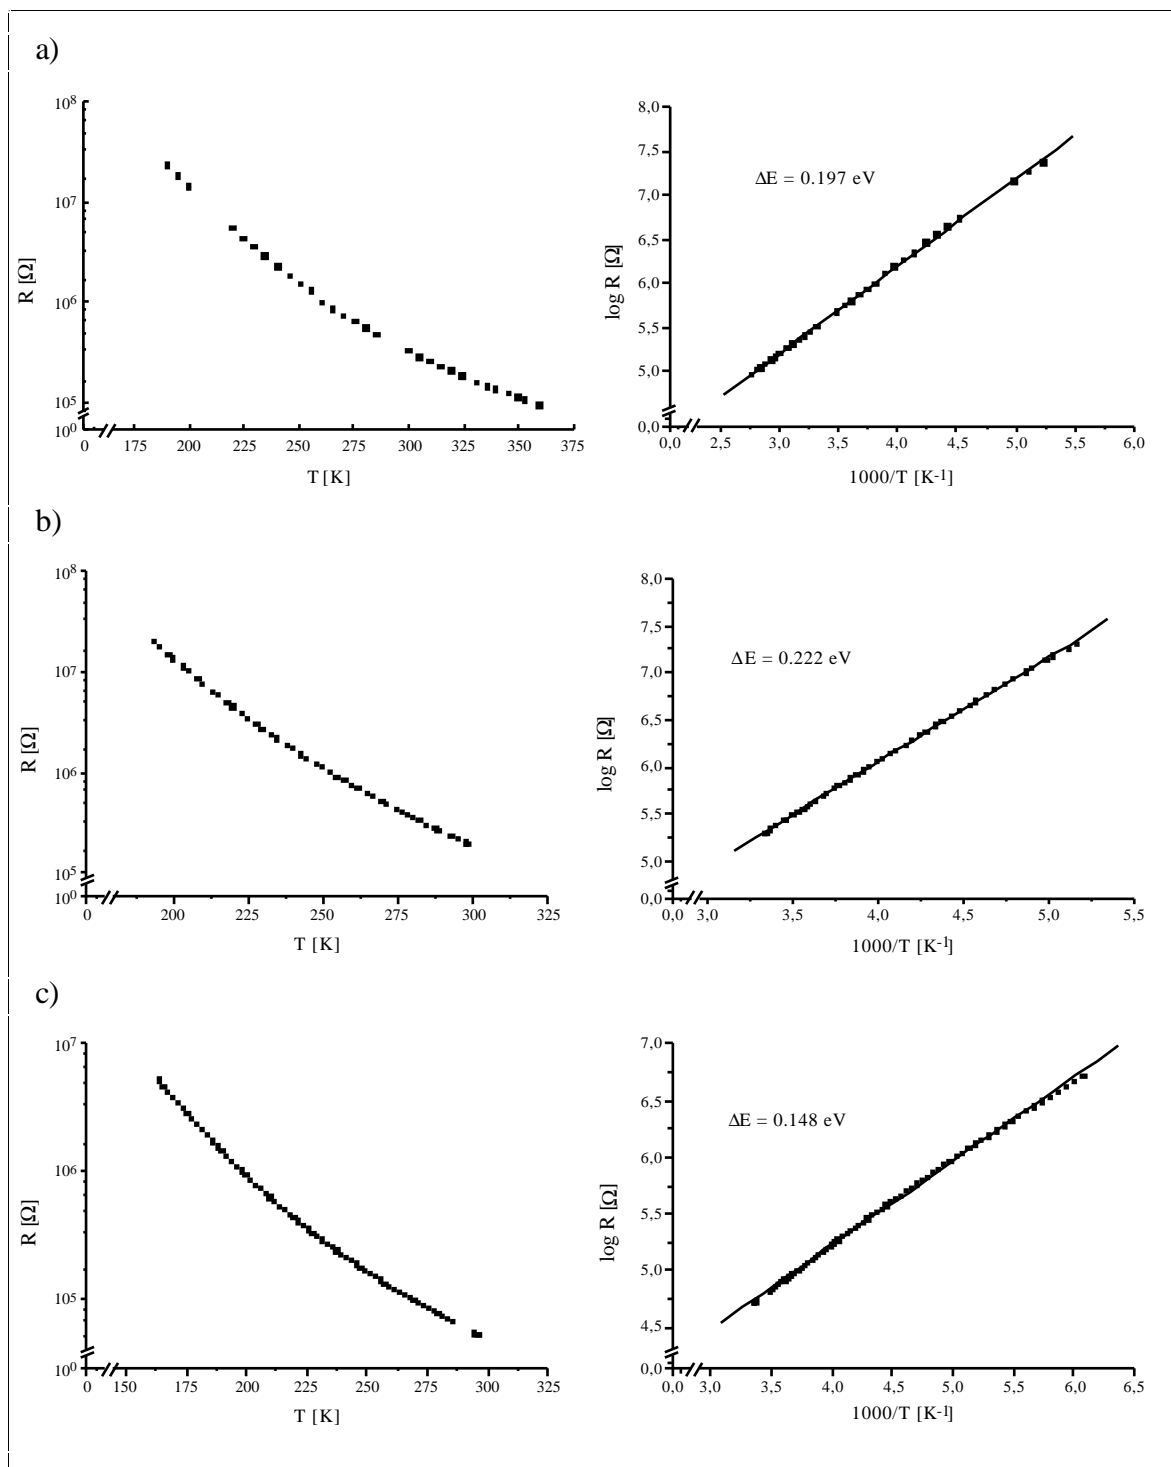 a)
10⁸
10⁷
10⁶
10⁵
10⁰
R [Ω]
0 175 200 225 250 275 300 325 350 375
T [K]
8,0
7,5
7,0
6,5
6,0
5,5
5,0
0,0
log R [Ω]
ΔE = 0.197 eV
0,0 2,5 3,0 3,5 4,0 4,5 5,0 5,5 6,0
1000/T [K⁻¹]
b)
10⁸
10⁷
10⁶
10⁵
10⁰
R [Ω]
0 200 225 250 275 300 325
T [K]
8,0
7,5
7,0
6,5
6,0
5,5
5,0
0,0
log R [Ω]
ΔE = 0.222 eV
0,0 3,0 3,5 4,0 4,5 5,0 5,5
1000/T [K⁻¹]
c)
10⁷
10⁶
10⁵
10⁰
R [Ω]
0 150 175 200 225 250 275 300 325
T [K]
7,0
6,5
6,0
5,5
5,0
4,5
0,0
log R [Ω]
ΔE = 0.148 eV
0,0 3,0 3,5 4,0 4,5 5,0 5,5 6,0 6,5
1000/T [K⁻¹]